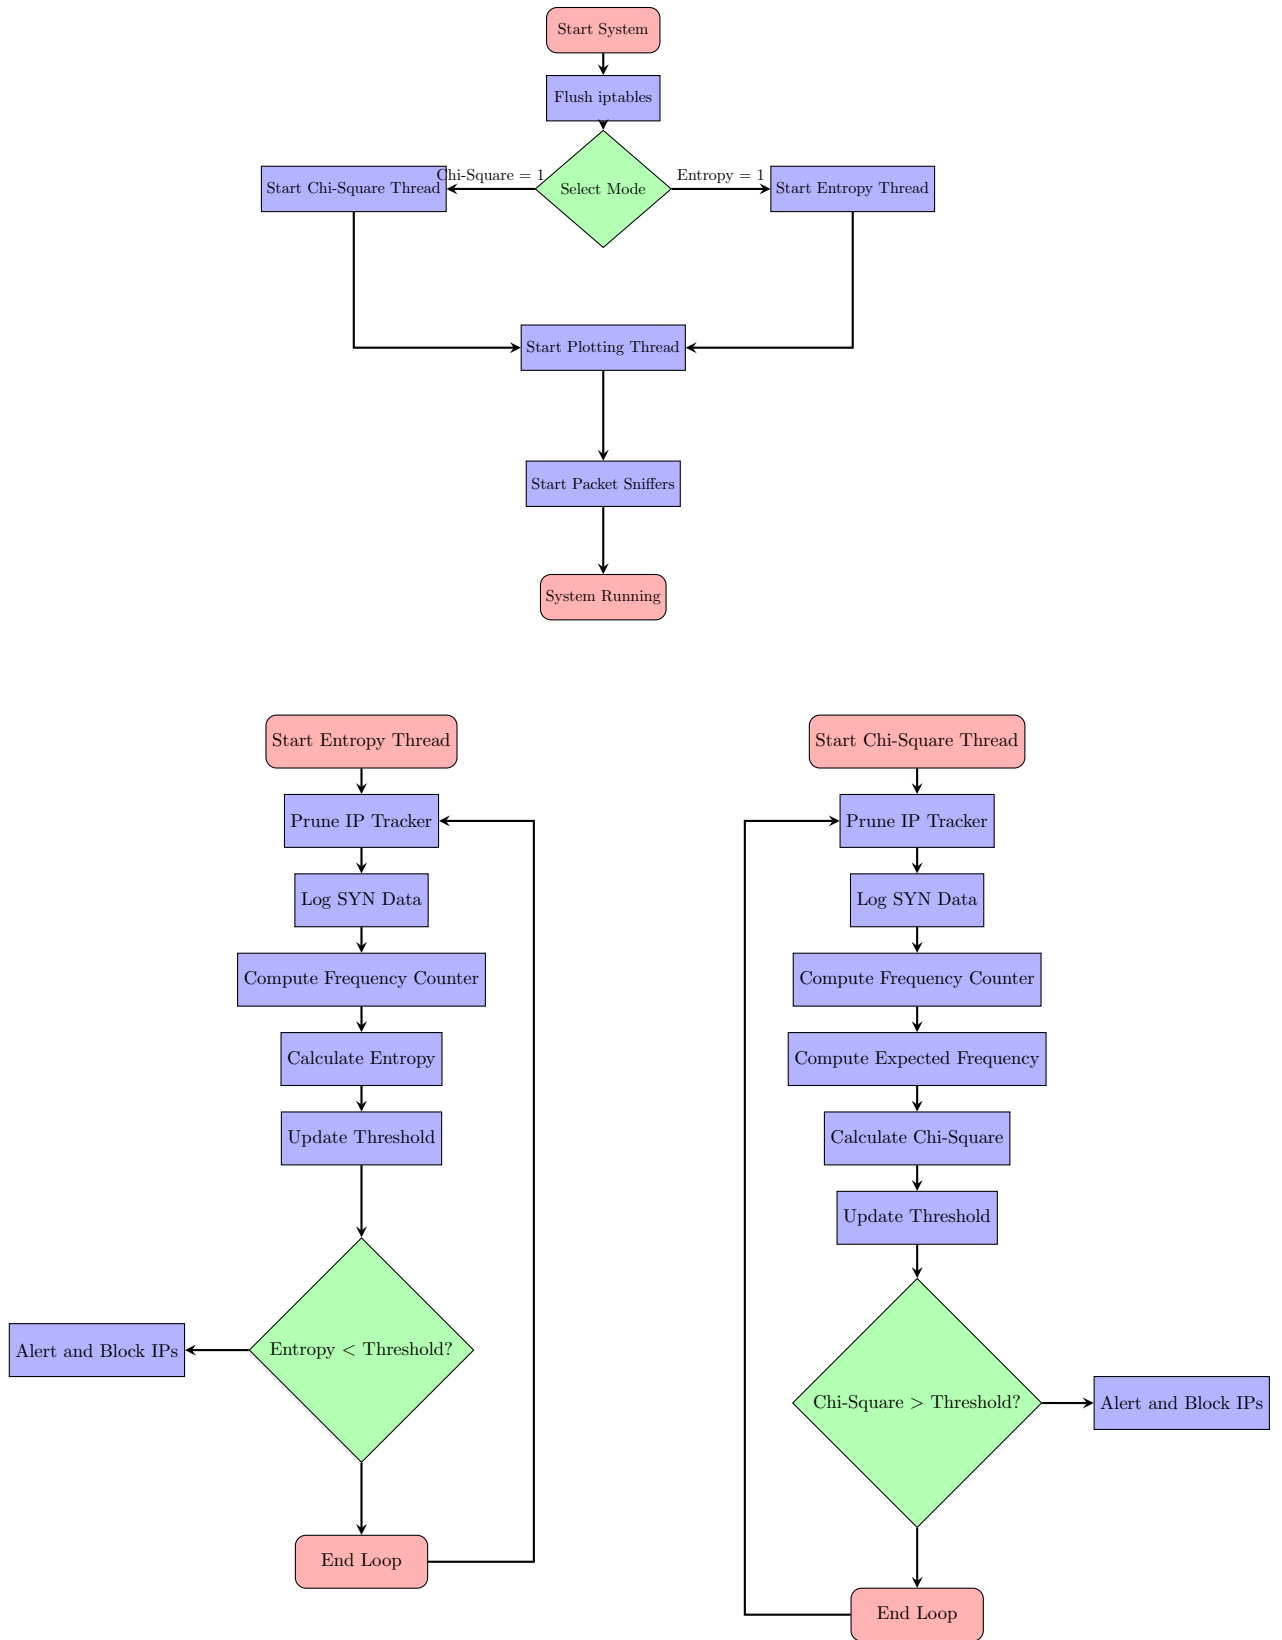 Start System
Flush iptables
Chi-Square = 1
Entropy = 1
Start Chi-Square Thread
Select Mode
Start Entropy Thread
Start Plotting Thread
Start Packet Sniffers
System Running
Start Entropy Thread
Prune IP Tracker
Log SYN Data
Compute Frequency Counter
Calculate Entropy
Update Threshold
Entropy < Threshold?
Alert and Block IPs
End Loop
Start Chi-Square Thread
Prune IP Tracker
Log SYN Data
Compute Frequency Counter
Compute Expected Frequency
Calculate Chi-Square
Update Threshold
Chi-Square > Threshold?
Alert and Block IPs
End Loop